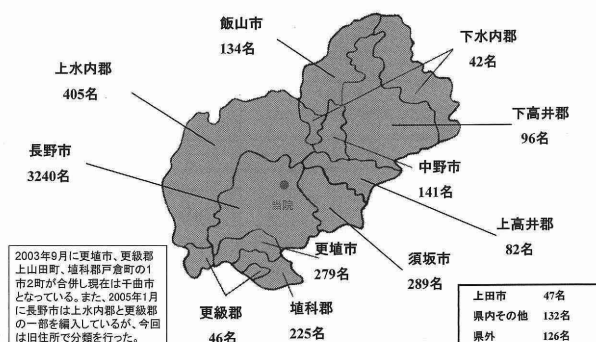 飯山市
134名
下水内郡
42名
上水内郡
405名
下高井郡
96名
長野市
3240名
中野市
141名
当院
上高井郡
82名
更埴市
279名
須坂市
289名
更級郡
46名
埴科郡
225名
2003年9月に更埴市、更級郡
上山田町、埴科郡戸倉町の1
市2町が合併し現在は千曲市
となっている。また、2005年1月
に長野市は上水内郡と更級郡
の一部を編入しているが、今回
は旧住所で分類を行った。
上田市 47名
県内その他 132名
県外 126名